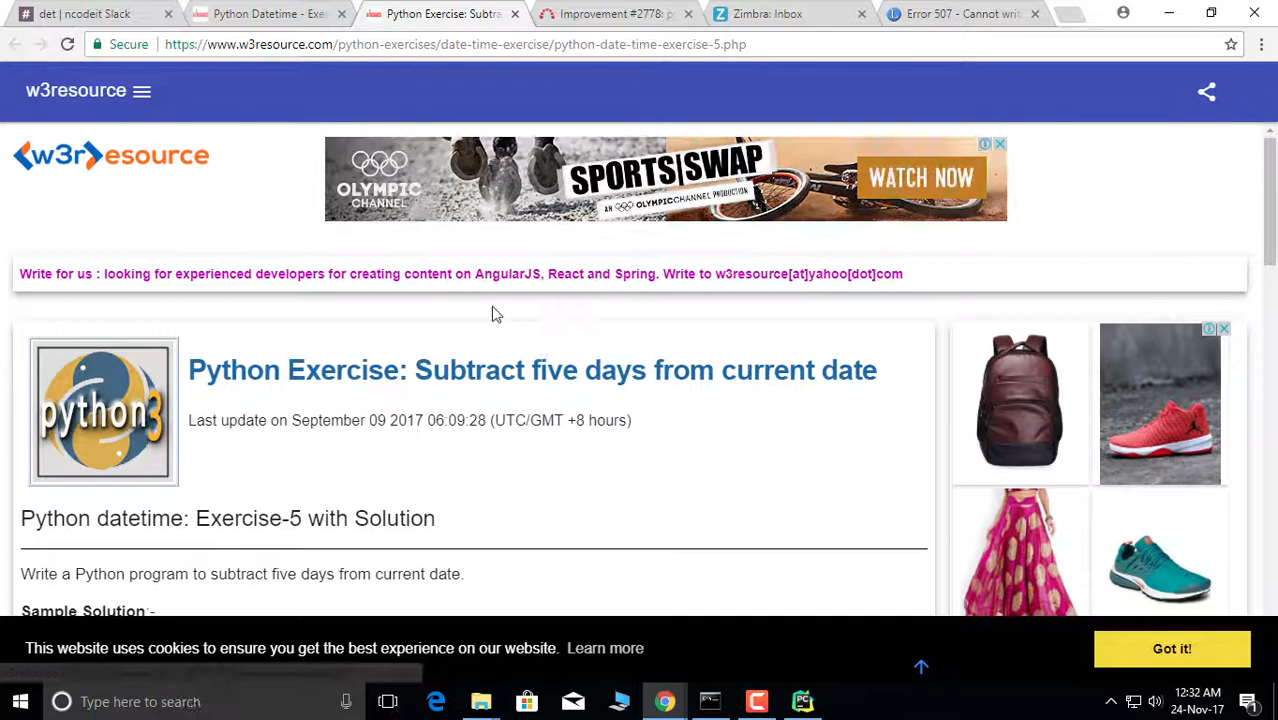 det | ncodeit Slack
Python Datetime - Exe
Python Exercise: Subtra
Improvement #2778: p
Zimbra: Inbox
Error 507 - Cannot writ
Secure
https://www.w3resource.com/python-exercises/date-time-exercise/python-date-time-exercise-5.php
w3resource
w3resource
OLYMPIC
CHANNEL
SPORTS|SWAP
AN OLYMPICCHANNEL PRODUCTION
WATCH NOW
Write for us : looking for experienced developers for creating content on AngularJS, React and Spring. Write to w3resource[at]yahoo[dot]com
python3
Python Exercise: Subtract five days from current date
Last update on September 09 2017 06:09:28 (UTC/GMT +8 hours)
Python datetime: Exercise-5 with Solution
Write a Python program to subtract five days from current date.
Sample Solution:-
This website uses cookies to ensure you get the best experience on our website. Learn more
Got it!
w3resource
Type here to search
12:32 AM
24-Nov-17
1